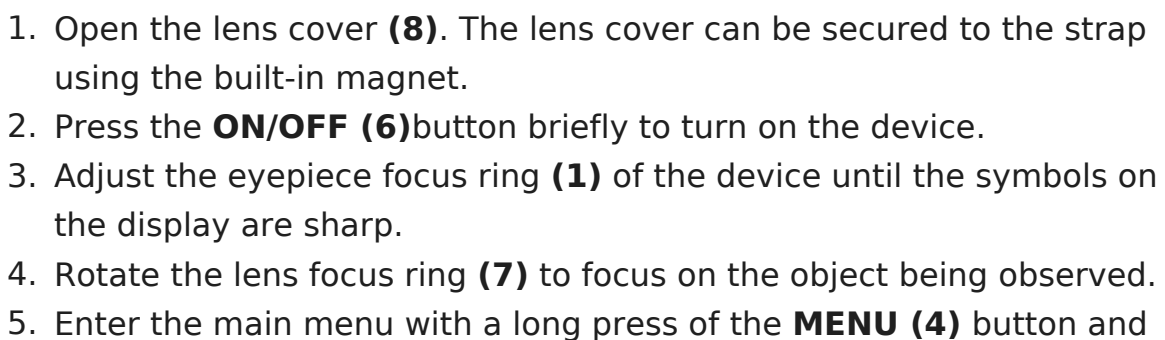 1. Open the lens cover (8). The lens cover can be secured to the strap
using the built-in magnet.
2. Press the ON/OFF (6)button briefly to turn on the device.
3. Adjust the eyepiece focus ring (1) of the device until the symbols on
the display are sharp.
4. Rotate the lens focus ring (7) to focus on the object being observed.
5. Enter the main menu with a long press of the MENU (4) button and